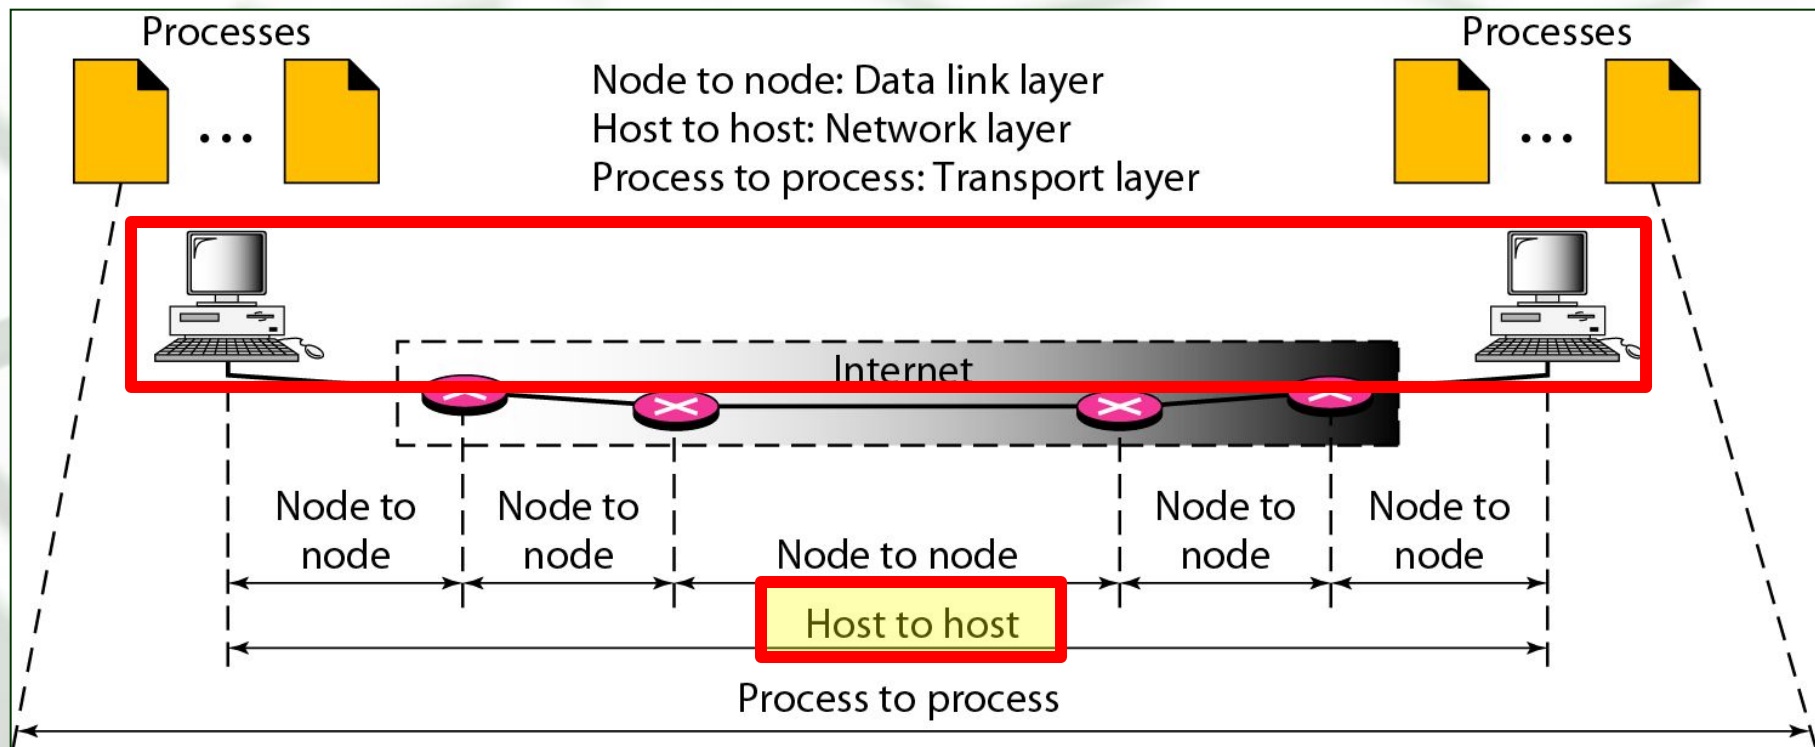 Processes
Processes
Node to node: Data link layer
Host to host: Network layer
Process to process: Transport layer
...
...
Internet
Node to
node
Node to
node
Node to node
Node to
node
Node to
node
Host to host
Process to process